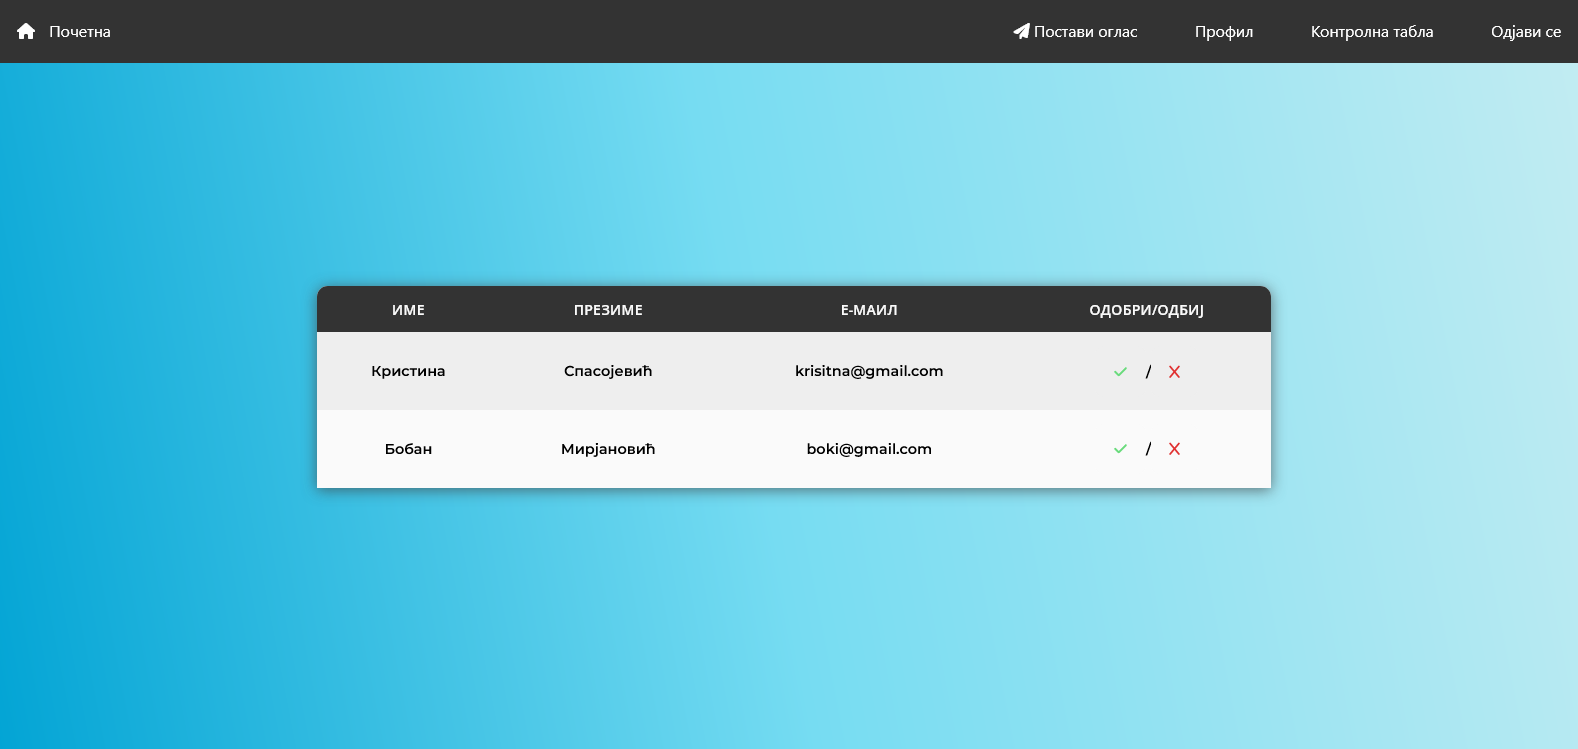 Почетна Постави оглас Профил Контролна табла Одјави се
ИМЕ ПРЕЗИМЕ Е-МАИЛ ОДОБРИ/ОДБИЈ
Кристина Спасојевић krisitna@gmail.com /
Бобан Мирјановић boki@gmail.com /